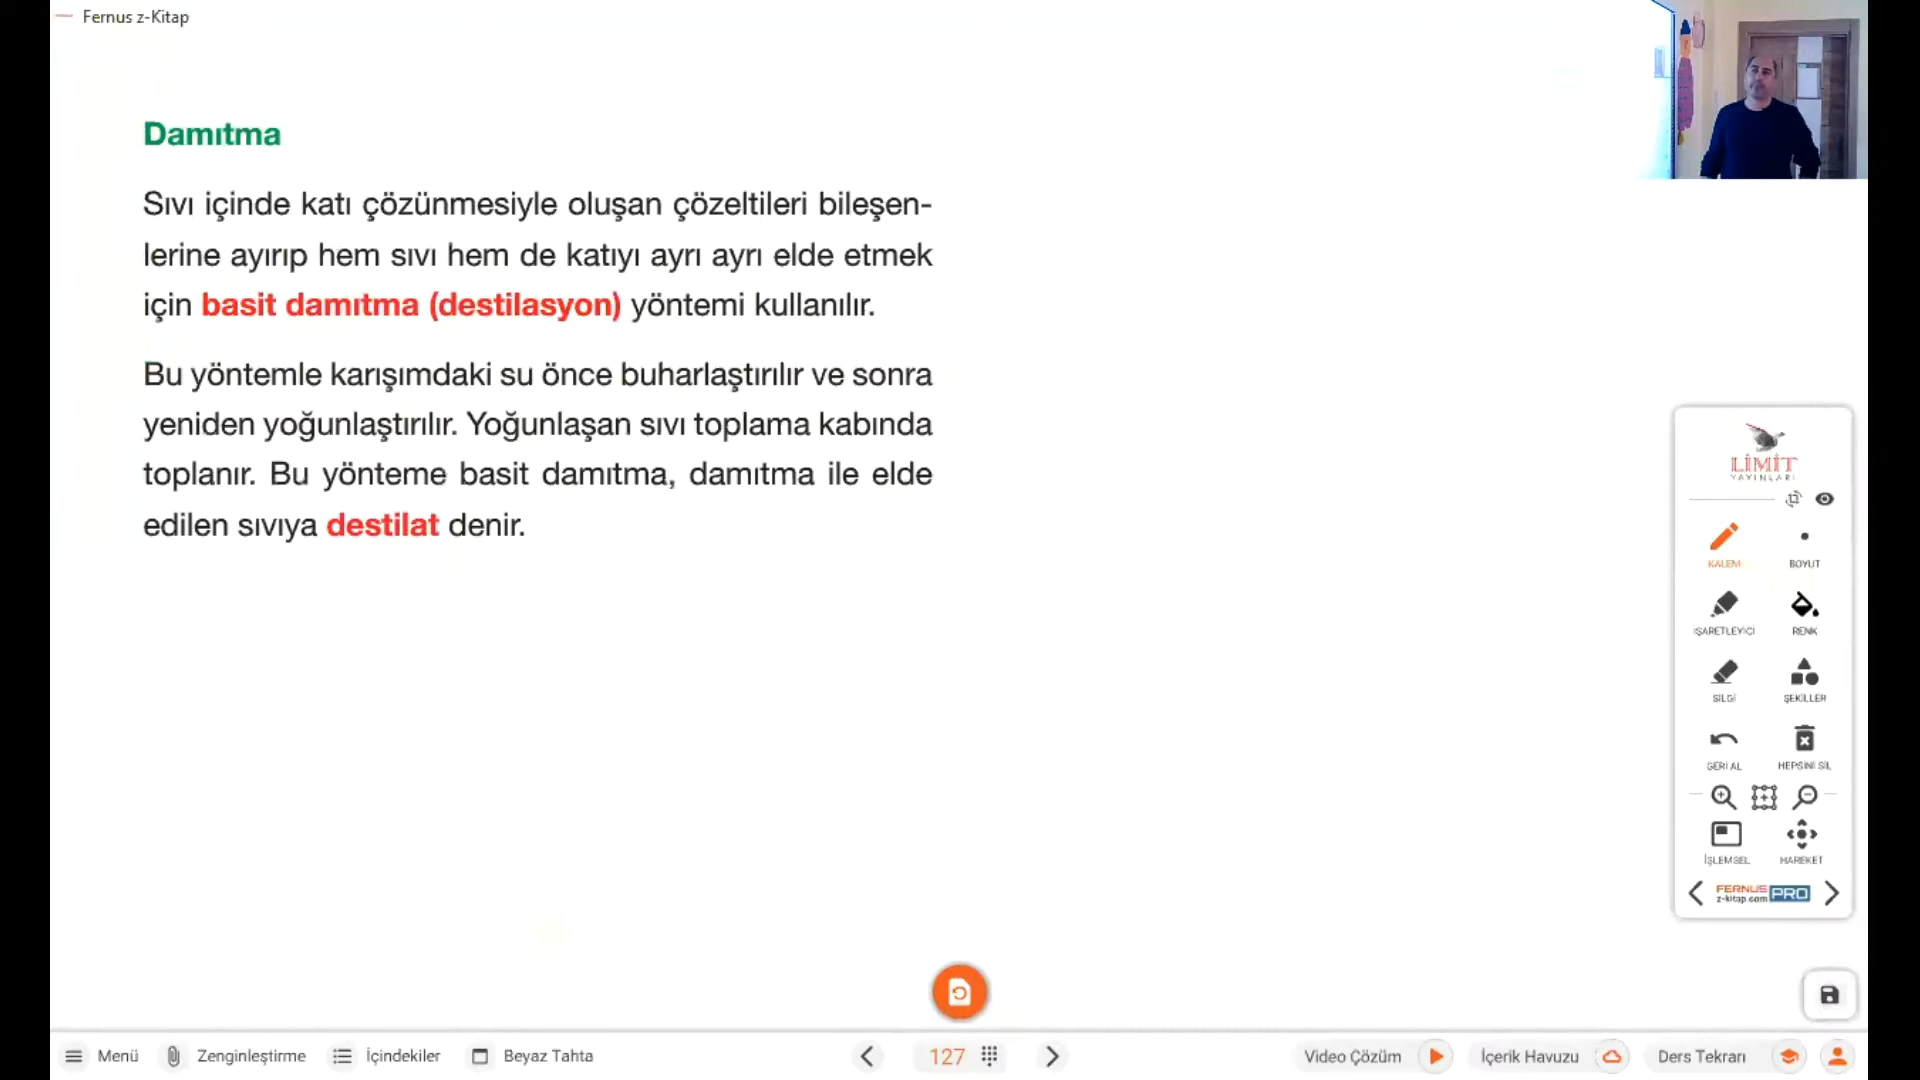 Fernus z-Kitap
Damıtma
Sıvı içinde katı çözünmesiyle oluşan çözeltileri bileşen-
lerine ayırıp hem sıvı hem de katıyı ayrı ayrı elde etmek
için basit damıtma (destilasyon) yöntemi kullanılır.
Bu yöntemle karışımdaki su önce buharlaştırılır ve sonra
yeniden yoğunlaştırılır. Yoğunlaşan sıvı toplama kabında
toplanır. Bu yönteme basit damıtma, damıtma ile elde
edilen sıvıya destilat denir.
LİMİT
YAYINLARI
KALEM BOYUT
İŞARETLEYİCİ RENK
SİLGİ ŞEKİLLER
GERİ AL HEPSİNİ SİL
İŞLEMSEL HAREKET
FERNUS PRO
z-kitap.com
Menü Zenginleştirme İçindekiler Beyaz Tahta 127 Video Çözüm İçerik Havuzu Ders Tekrarı